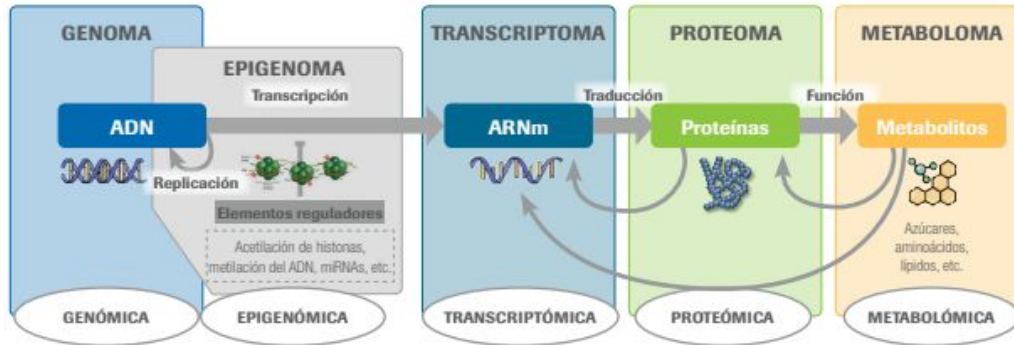 GENOMA
EPIGENOMA
TRANSCRIPTOMA
PROTEOMA
METABOLOMA
Transcripción
Traducción
Función
ADN
ARNm
Proteínas
Metabolitos
Replicación
Elementos reguladores
Acetilación de histonas,
metilación del ADN, miRNAs, etc.
Azúcares,
aminoácidos,
lípidos, etc.
GENÓMICA
EPIGENÓMICA
TRANSCRIPTÓMICA
PROTEÓMICA
METABOLÓMICA